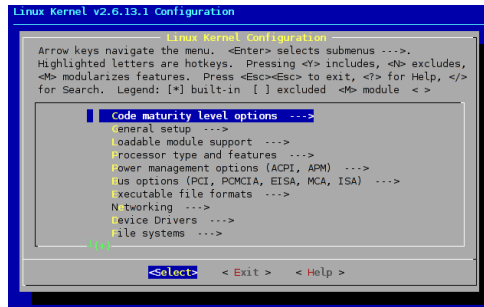 Linux Kernel v2.6.13.1 Configuration
Linux Kernel Configuration
Arrow keys navigate the menu. <Enter> selects submenus --->.
Highlighted letters are hotkeys. Pressing <Y> includes, <N> excludes,
<M> modularizes features. Press <Esc><Esc> to exit, <?> for Help, </>
for Search. Legend: [*] built-in [ ] excluded <M> module < >
Code maturity level options --->
General setup --->
Loadable module support --->
Processor type and features --->
Power management options (ACPI, APM) --->
Bus options (PCI, PCMCIA, EISA, MCA, ISA) --->
Executable file formats --->
Networking --->
Device Drivers --->
File systems --->
(+)
<Select> < Exit > < Help >